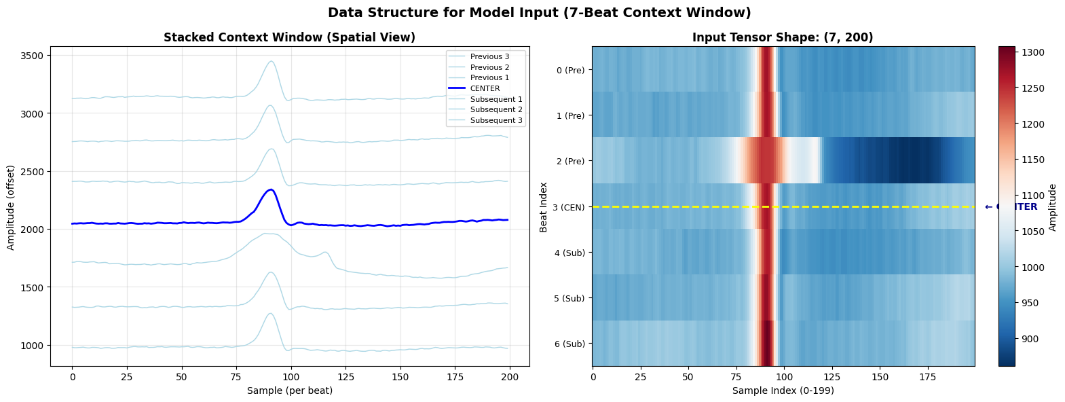 Data Structure for Model Input (7-Beat Context Window)
Stacked Context Window (Spatial View)
3500
3000
2500
2000
1500
1000
Amplitude (offset)
0
25
50
75
100
125
150
175
200
Sample (per beat)
Previous 3
Previous 2
Previous 1
CENTER
Subsequent 1
Subsequent 2
Subsequent 3
Input Tensor Shape: (7, 200)
Beat Index
0 (Pre)
1 (Pre)
2 (Pre)
3 (CEN)
4 (Sub)
5 (Sub)
6 (Sub)
0
25
50
75
100
125
150
175
Sample Index (0-199)
← CENTER
1300
1250
1200
1150
1100
1050
1000
950
900
Amplitude